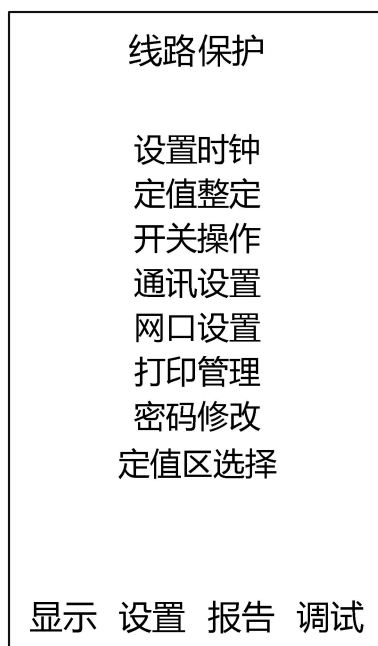 线路保护
设置时钟
定值整定
开关操作
通讯设置
网口设置
打印管理
密码修改
定值区选择
显示 设置 报告 调试